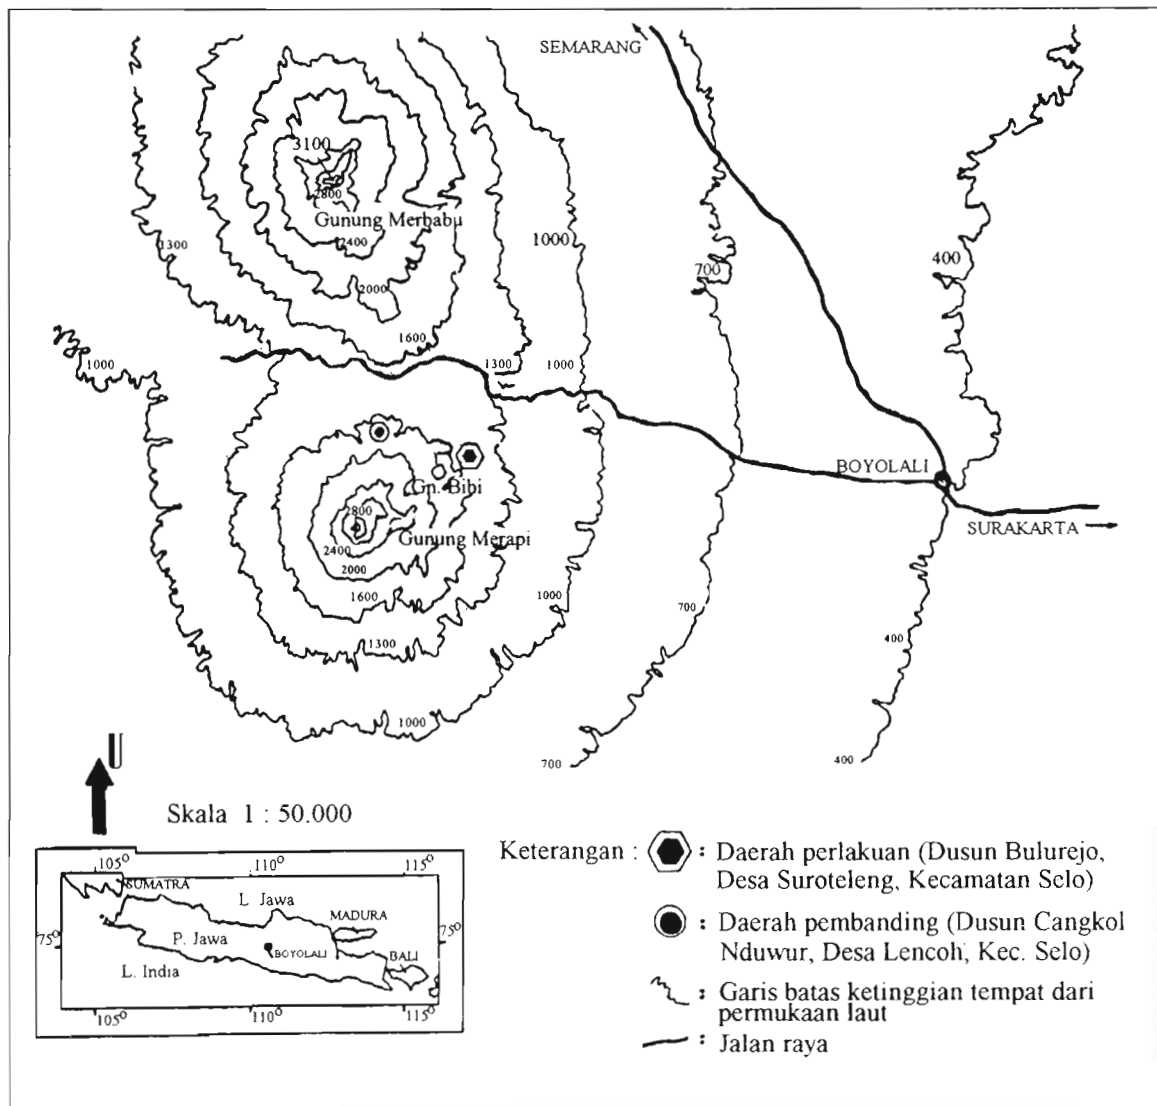 SEMARANG
3100
2800
Gunung Merbabu
2400
1300
2000
1000
700
400
1600
1000
1300
1000
BOYOLALI
Gn. Bibi
2800
Gunung Merapi
SURAKARTA
2400
2000
1600
1000
700
1300
400
1000
700
400
U
Skala 1 : 50.000
105° 110° 115°
SUMATRA
L. Jawa
MADURA
75° 75°
P. Jawa
BOYOLALI
BALI
L. India
105° 110° 115°
Keterangan : : Daerah perlakuan (Dusun Bulurejo,
Desa Suroteleng, Kecamatan Selo)
: Daerah pembanding (Dusun Cangkol
Nduwur, Desa Lencoh, Kec. Selo)
: Garis batas ketinggian tempat dari
permukaan laut
: Jalan raya